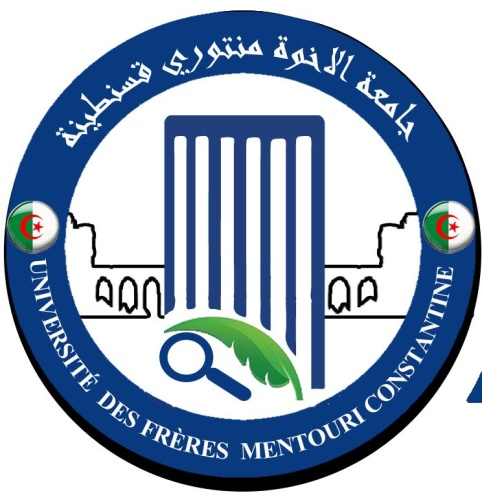 جامعة الاخوة منتوري قسنطينة
UNIVERSITÉ DES FRÈRES MENTOURI CONSTANTINE